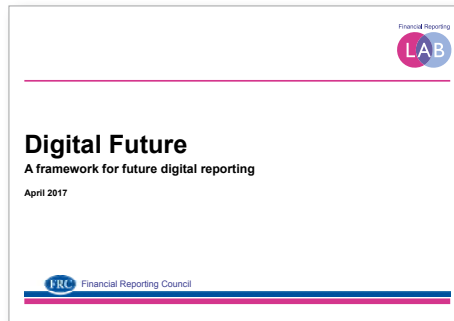 Financial Reporting
LAB
Digital Future
A framework for future digital reporting
April 2017
FRC Financial Reporting Council